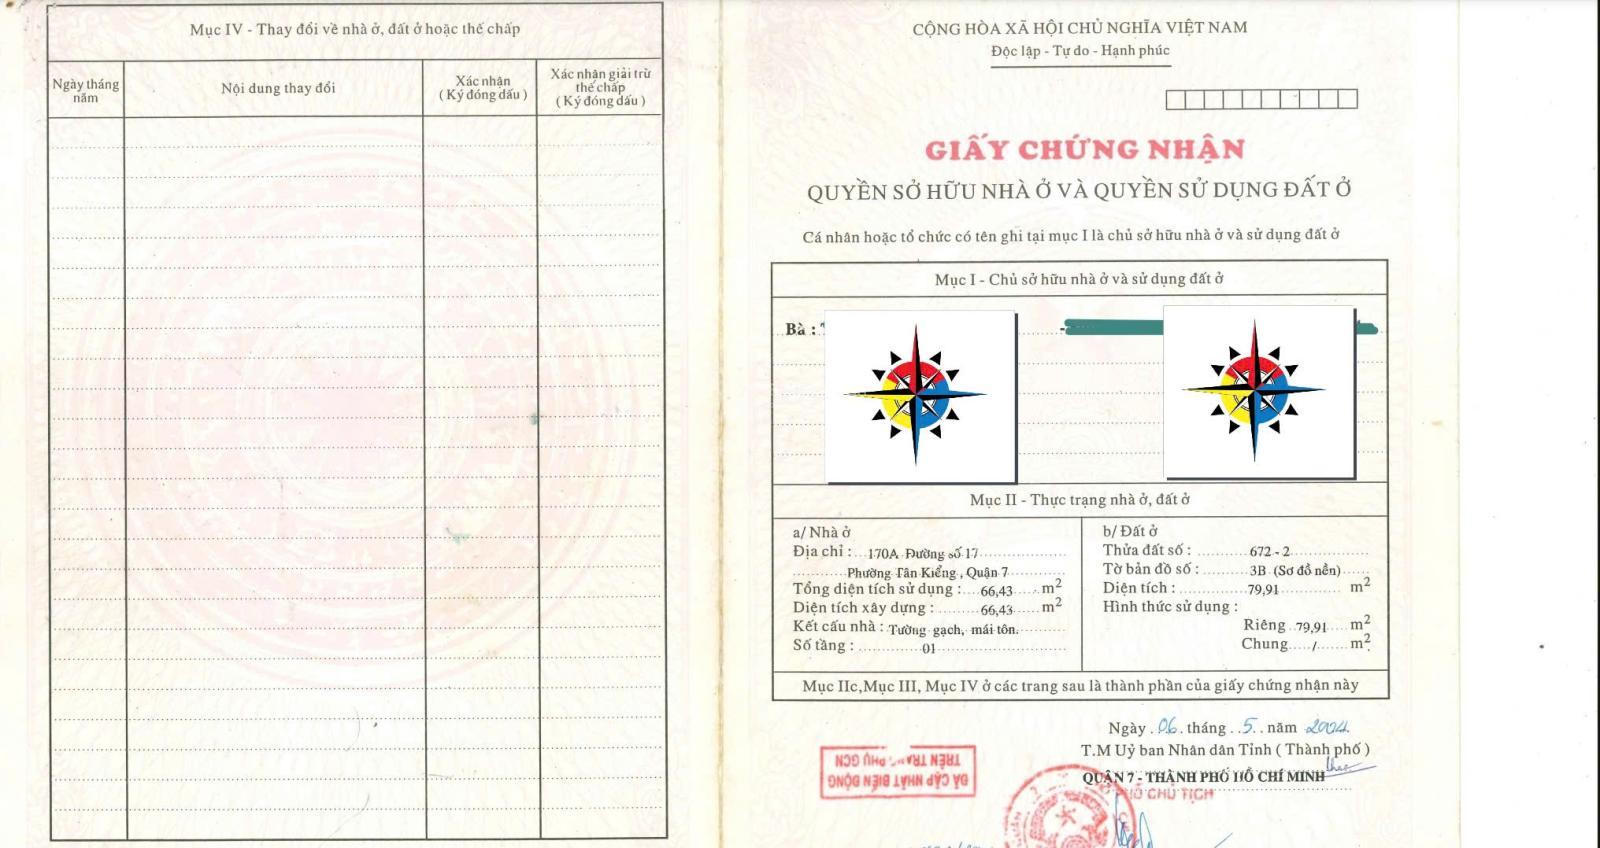 Mục IV - Thay đổi về nhà ở, đất ở hoặc thế chấp
Ngày tháng năm
Nội dung thay đổi
Xác nhận
( Ký đóng dấu )
Xác nhận giải trừ
thế chấp
( Ký đóng dấu )
CỘNG HÒA XÃ HỘI CHỦ NGHĨA VIỆT NAM
Độc lập - Tự do - Hạnh phúc
GIẤY CHỨNG NHẬN
QUYỀN SỞ HỮU NHÀ Ở VÀ QUYỀN SỬ DỤNG ĐẤT Ở
Cá nhân hoặc tổ chức có tên ghi tại mục I là chủ sở hữu nhà ở và sử dụng đất ở
Mục I - Chủ sở hữu nhà ở và sử dụng đất ở
Bà :
Mục II - Thực trạng nhà ở, đất ở
a/ Nhà ở
Địa chỉ : 170A Đường số 17
Phường Tân Kiểng , Quận 7
Tổng diện tích sử dụng : 66,43 m2
Diện tích xây dựng : 66,43 m2
Kết cấu nhà : Tường gạch, mái tôn.
Số tầng : 01
b/ Đất ở
Thửa đất số : 672 - 2
Tờ bản đồ số : 3B (Sơ đồ nền)
Diện tích : 79,91 m2
Hình thức sử dụng :
Riêng 79,91 m2
Chung / m2
Mục IIc,Mục III, Mục IV ở các trang sau là thành phần của giấy chứng nhận này
Ngày 06 tháng 5 năm 2004
T.M Uỷ ban Nhân dân Tỉnh ( Thành phố )
QUẬN 7 - THÀNH PHỐ HỒ CHÍ MINH
PHÓ CHỦ TỊCH
ĐÃ CẬP NHẬT BIẾN ĐỘNG
TRÊN TRANG PHỤ GCN